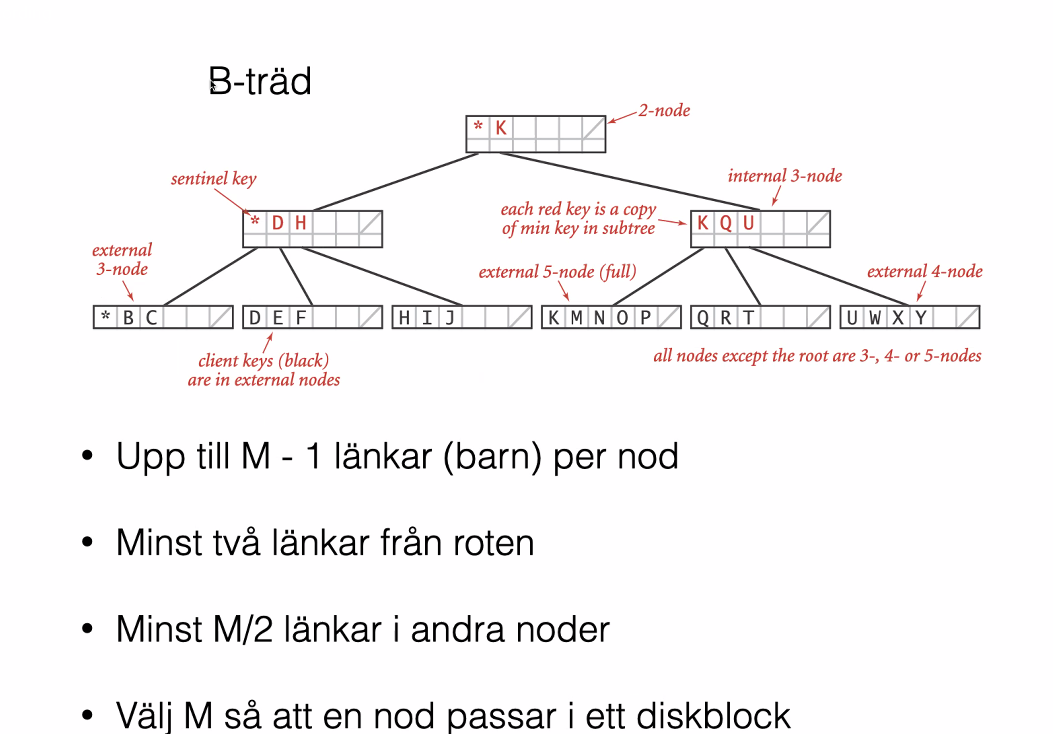 B-träd
2-node
* K
sentinel key
internal 3-node
each red key is a copy
of min key in subtree
* D H
K Q U
external
3-node
external 5-node (full)
external 4-node
* B C
D E F
H I J
K M N O P
Q R T
U W X Y
client keys (black)
are in external nodes
all nodes except the root are 3-, 4- or 5-nodes
• Upp till M - 1 länkar (barn) per nod
• Minst två länkar från roten
• Minst M/2 länkar i andra noder
• Välj M så att en nod passar i ett diskblock